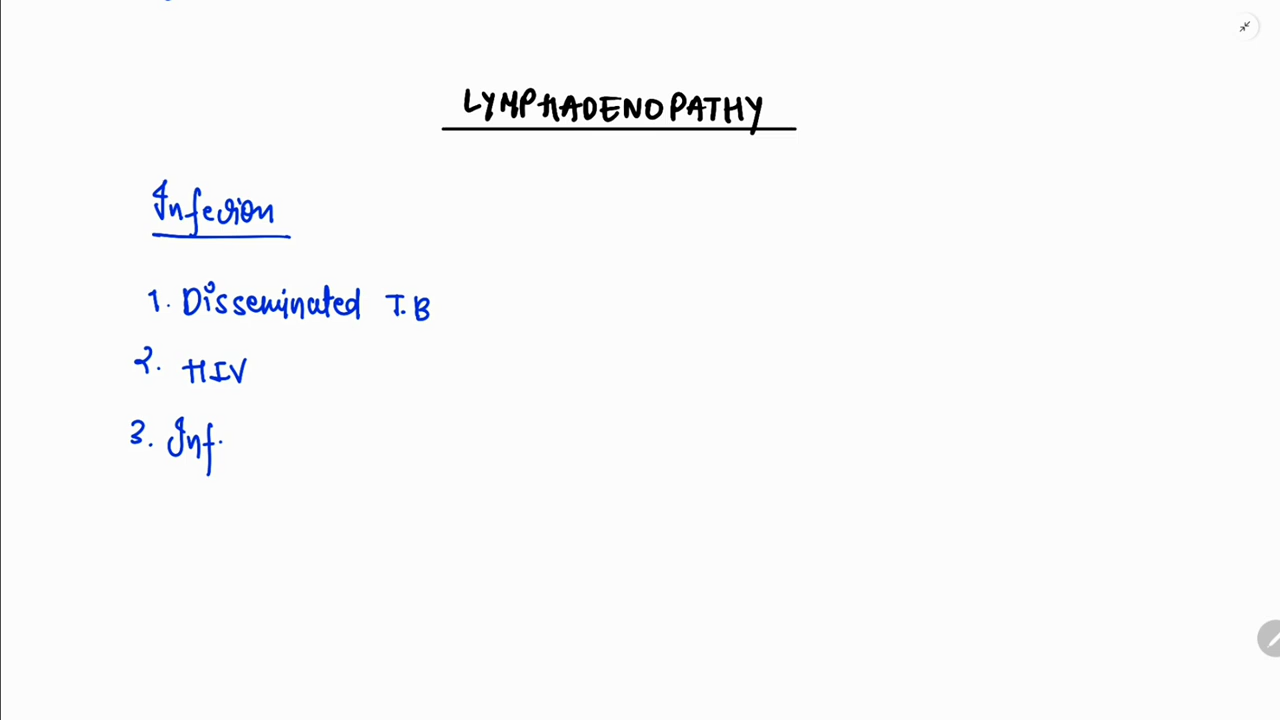 LYMPHADENOPATHY
Infecion
1. Disseminated T.B
2. HIV
3. Inf.